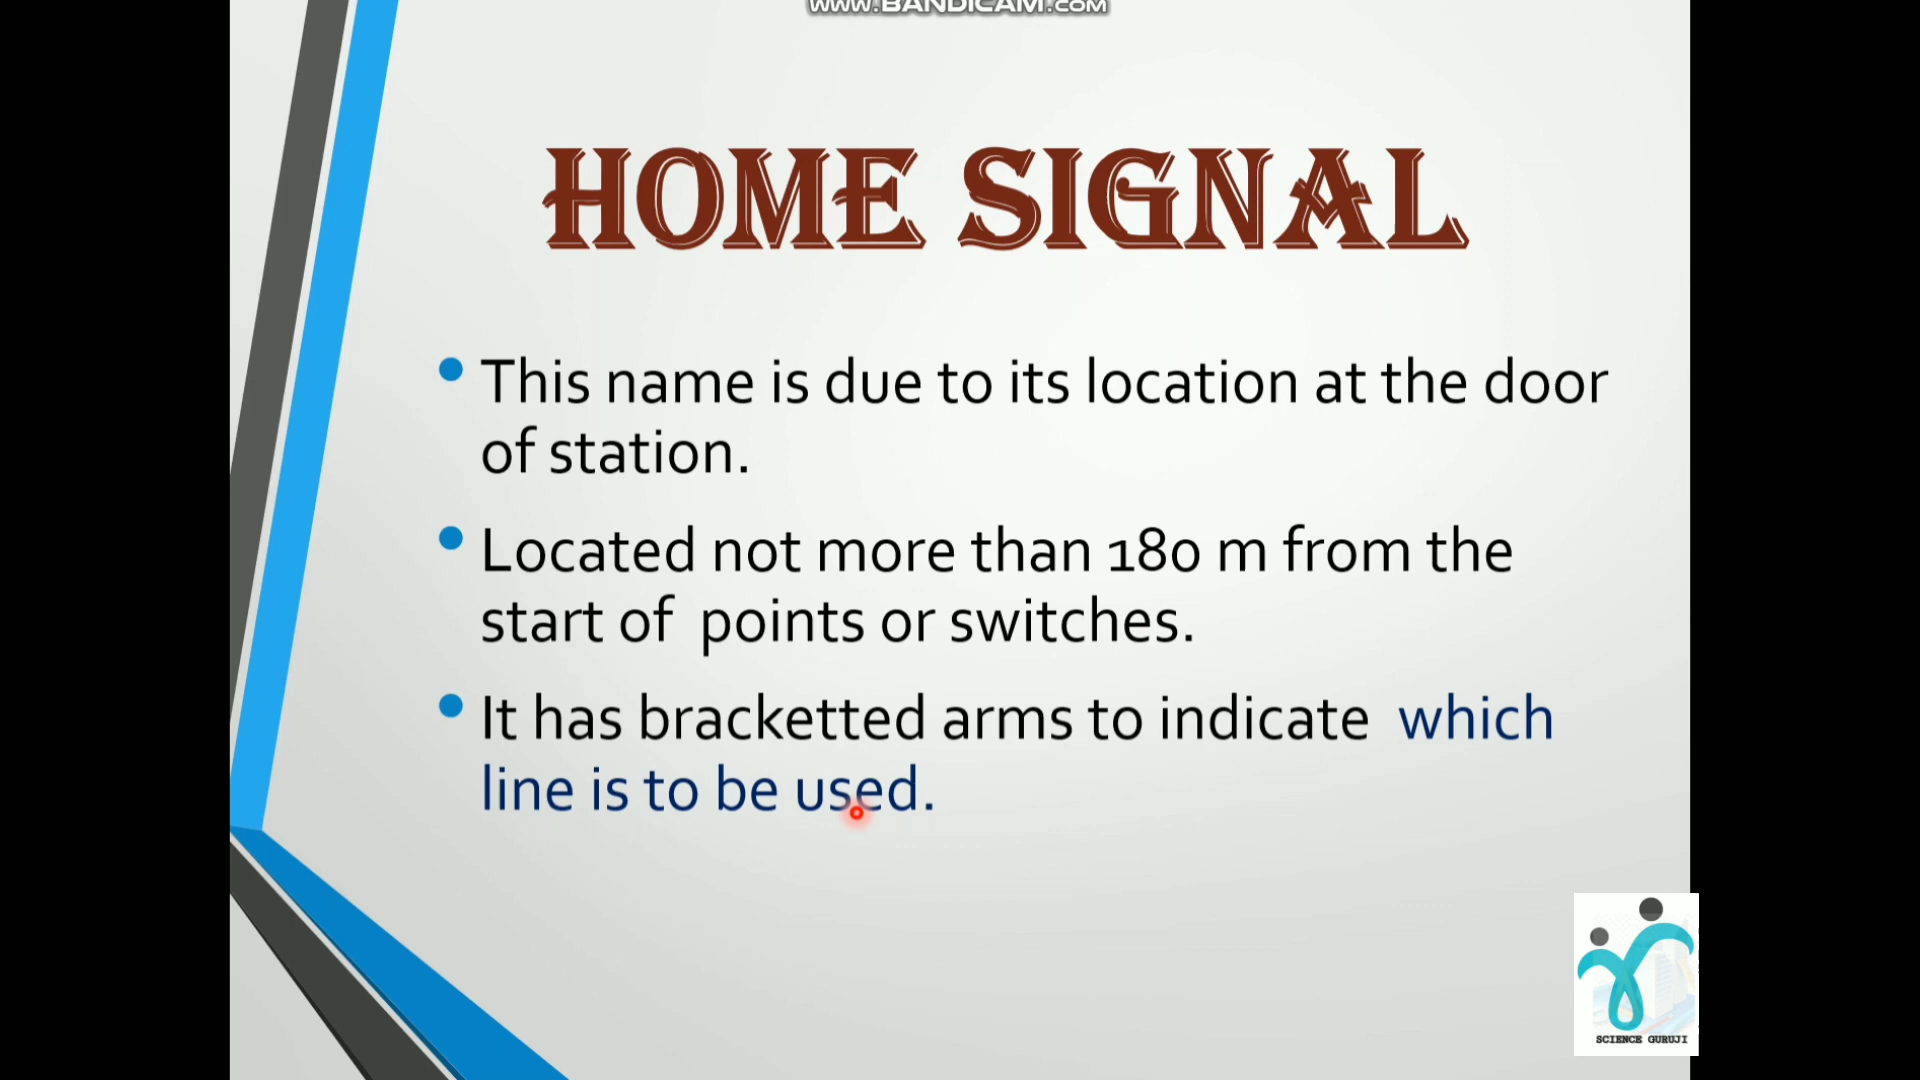 WWW.BANDICAM.COM
HOME SIGNAL
• This name is due to its location at the door
of station.
• Located not more than 180 m from the
start of  points or switches.
• It has bracketted arms to indicate  which
line is to be used.
SCIENCE GURUJI